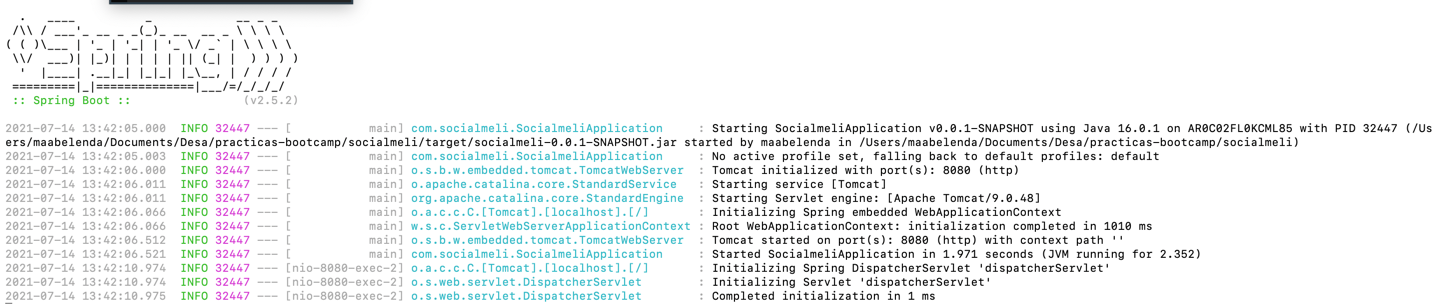 .   ____          _            __ _ _
 /\\ / ___'_ __ _ _(_)_ __  __ _ \ \ \ \
( ( )\___ | '_ | '_| | '_ \/ _` | \ \ \ \
 \\/  ___)| |_)| | | | | || (_| |  ) ) ) )
  '  |____| .__|_| |_|_| |_\__, | / / / /
 =========|_|==============|___/=/_/_/_/
 :: Spring Boot ::                (v2.5.2)

2021-07-14 13:42:05.000  INFO 32447 --- [           main] com.socialmeli.SocialmeliApplication     : Starting SocialmeliApplication v0.0.1-SNAPSHOT using Java 16.0.1 on AR0C02FL0KCML85 with PID 32447 (/Us
ers/maabelenda/Documents/Desa/practicas-bootcamp/socialmeli/target/socialmeli-0.0.1-SNAPSHOT.jar started by maabelenda in /Users/maabelenda/Documents/Desa/practicas-bootcamp/socialmeli)
2021-07-14 13:42:05.003  INFO 32447 --- [           main] com.socialmeli.SocialmeliApplication     : No active profile set, falling back to default profiles: default
2021-07-14 13:42:06.000  INFO 32447 --- [           main] o.s.b.w.embedded.tomcat.TomcatWebServer  : Tomcat initialized with port(s): 8080 (http)
2021-07-14 13:42:06.011  INFO 32447 --- [           main] o.apache.catalina.core.StandardService   : Starting service [Tomcat]
2021-07-14 13:42:06.011  INFO 32447 --- [           main] org.apache.catalina.core.StandardEngine  : Starting Servlet engine: [Apache Tomcat/9.0.48]
2021-07-14 13:42:06.066  INFO 32447 --- [           main] o.a.c.c.C.[Tomcat].[localhost].[/]       : Initializing Spring embedded WebApplicationContext
2021-07-14 13:42:06.066  INFO 32447 --- [           main] w.s.c.ServletWebServerApplicationContext : Root WebApplicationContext: initialization completed in 1010 ms
2021-07-14 13:42:06.512  INFO 32447 --- [           main] o.s.b.w.embedded.tomcat.TomcatWebServer  : Tomcat started on port(s): 8080 (http) with context path ''
2021-07-14 13:42:06.521  INFO 32447 --- [           main] com.socialmeli.SocialmeliApplication     : Started SocialmeliApplication in 1.971 seconds (JVM running for 2.352)
2021-07-14 13:42:10.974  INFO 32447 --- [nio-8080-exec-2] o.a.c.c.C.[Tomcat].[localhost].[/]       : Initializing Spring DispatcherServlet 'dispatcherServlet'
2021-07-14 13:42:10.974  INFO 32447 --- [nio-8080-exec-2] o.s.web.servlet.DispatcherServlet        : Initializing Servlet 'dispatcherServlet'
2021-07-14 13:42:10.975  INFO 32447 --- [nio-8080-exec-2] o.s.web.servlet.DispatcherServlet        : Completed initialization in 1 ms